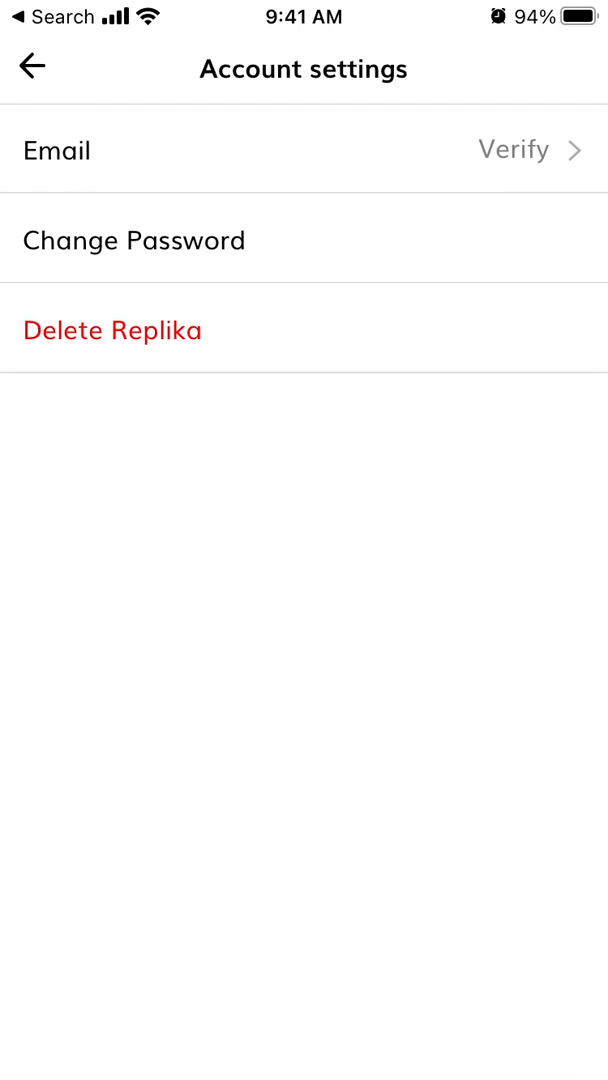 Search 9:41 AM 94%
Account settings
Email Verify
Change Password
Delete Replika